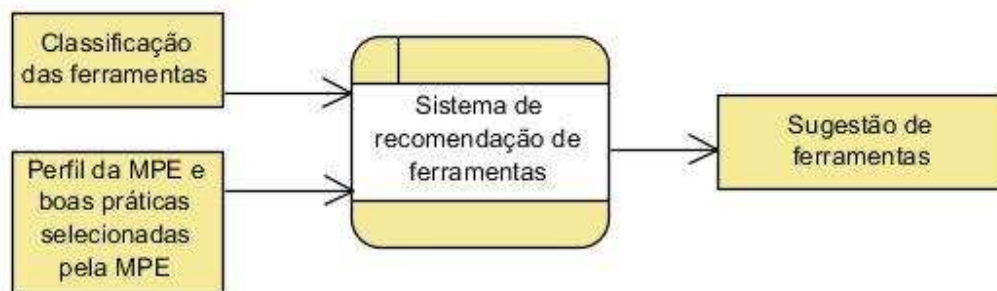 Classificação
das ferramentas
Perfil da MPE e
boas práticas
selecionadas
pela MPE
Sistema de
recomendação de
ferramentas
Sugestão de
ferramentas